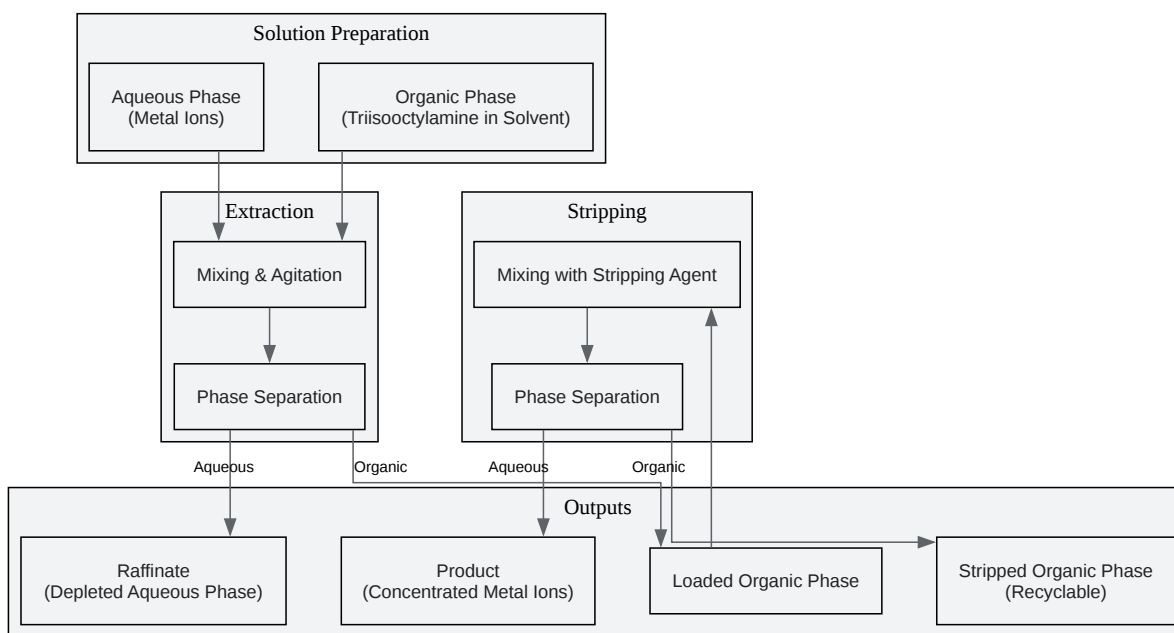 Solution Preparation
Aqueous Phase
(Metal Ions)
Organic Phase
(Triisooctylamine in Solvent)
Extraction
Mixing & Agitation
Phase Separation
Stripping
Mixing with Stripping Agent
Phase Separation
Aqueous
Organic
Aqueous
Organic
Outputs
Raffinate
(Depleted Aqueous Phase)
Product
(Concentrated Metal Ions)
Loaded Organic Phase
Stripped Organic Phase
(Recyclable)